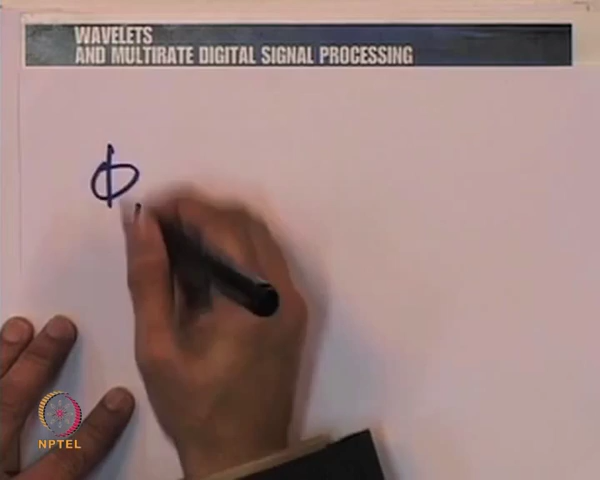 WAVELETS
AND MULTIRATE DIGITAL SIGNAL PROCESSING
Φ
NPTEL